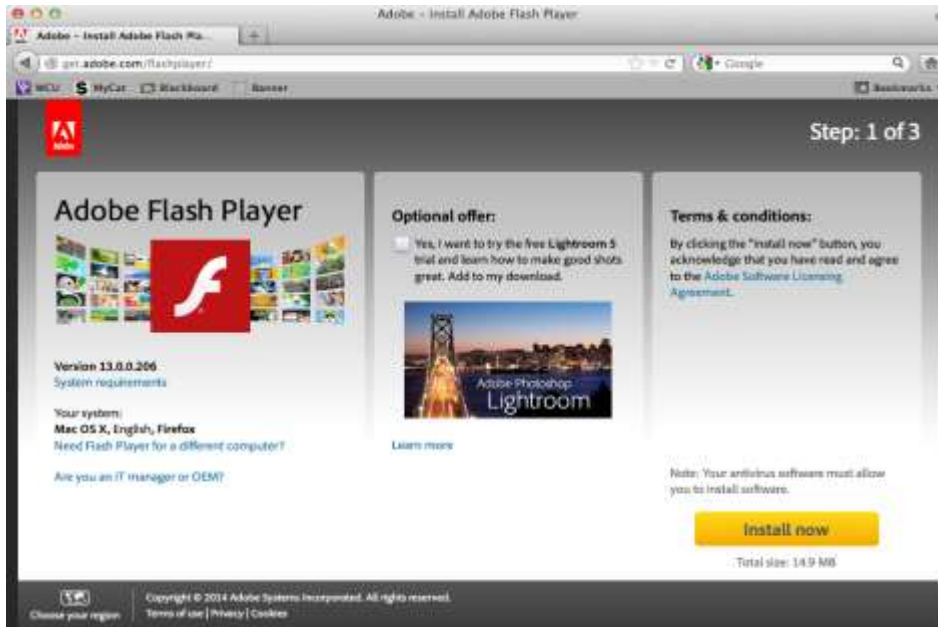 Adobe - Install Adobe Flash Player
Adobe - Install Adobe Flash Pla...
get.adobe.com/flashplayer/
Google
WCU
MyCat
Blackboard
Banner
Bookmarks
Adobe
Step: 1 of 3
Adobe Flash Player
Version 13.0.0.206
System requirements
Your system:
Mac OS X, English, Firefox
Need Flash Player for a different computer?
Are you an IT manager or OEM?
Optional offer:
Yes, I want to try the free Lightroom 5
trial and learn how to make good shots
great. Add to my download.
Adobe Photoshop
Lightroom
Learn more
Terms & conditions:
By clicking the "Install now" button, you
acknowledge that you have read and agree
to the Adobe Software Licensing
Agreement.
Note: Your antivirus software must allow
you to install software.
Install now
Total size: 14.9 MB
Choose your region
Copyright © 2014 Adobe Systems Incorporated. All rights reserved.
Terms of use | Privacy | Cookies